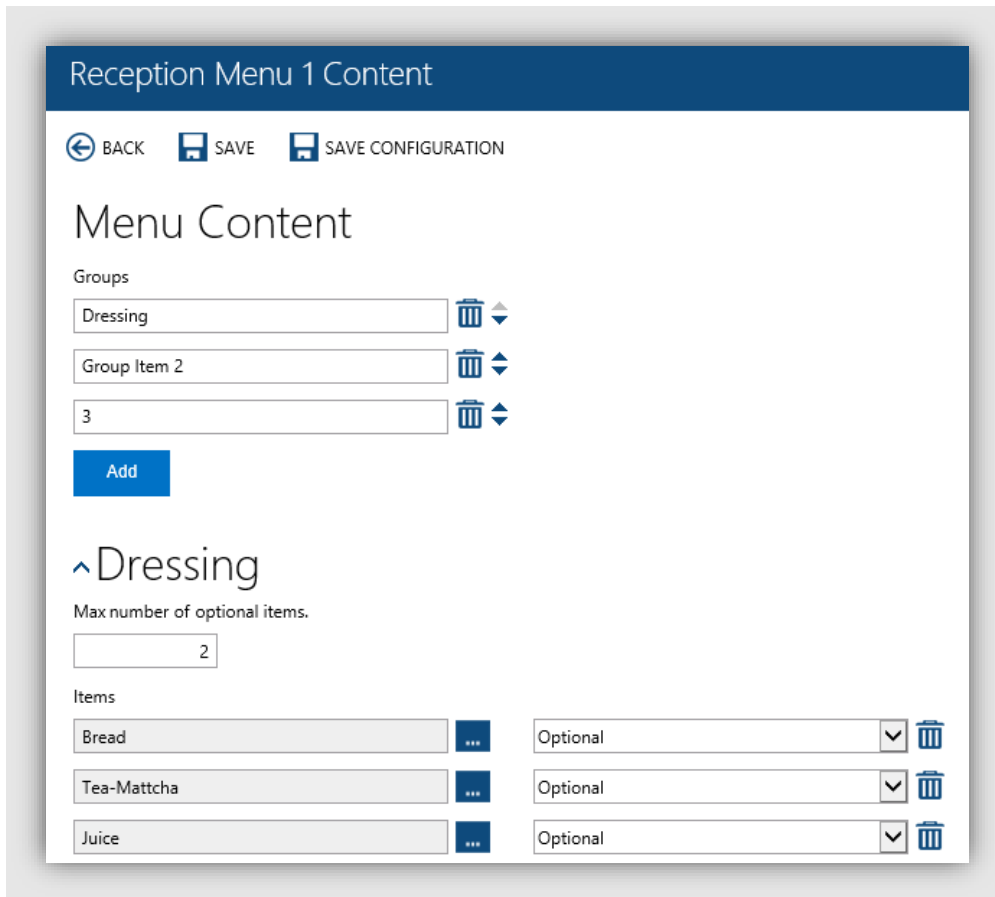 Reception Menu 1 Content
BACK SAVE SAVE CONFIGURATION
Menu Content
Groups
Dressing
Group Item 2
3
Add
Dressing
Max number of optional items.
2
Items
Bread ... Optional
Tea-Mattcha ... Optional
Juice ... Optional